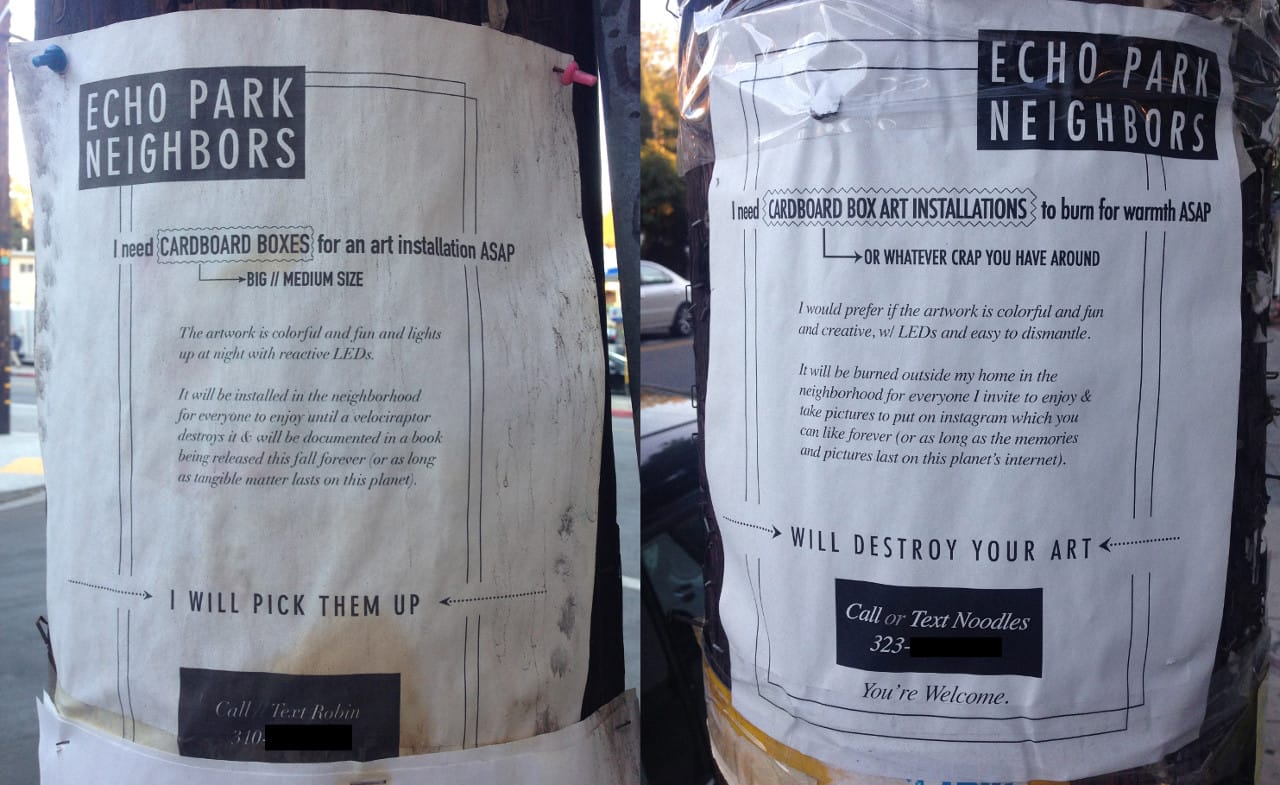 ECHO PARK
NEIGHBORS
I need CARDBOARD BOXES for an art installation ASAP
BIG // MEDIUM SIZE
The artwork is colorful and fun and lights
up at night with reactive LEDs.
It will be installed in the neighborhood
for everyone to enjoy until a velociraptor
destroys it & will be documented in a book
being released this fall forever (or as long
as tangible matter lasts on this planet).
I WILL PICK THEM UP
Call // Text Robin
310-
ECHO PARK
NEIGHBORS
I need CARDBOARD BOX ART INSTALLATIONS to burn for warmth ASAP
OR WHATEVER CRAP YOU HAVE AROUND
I would prefer if the artwork is colorful and fun
and creative, w/ LEDs and easy to dismantle.
It will be burned outside my home in the
neighborhood for everyone I invite to enjoy &
take pictures to put on instagram which you
can like forever (or as long as the memories
and pictures last on this planet's internet).
WILL DESTROY YOUR ART
Call or Text Noodles
323-
You're Welcome.